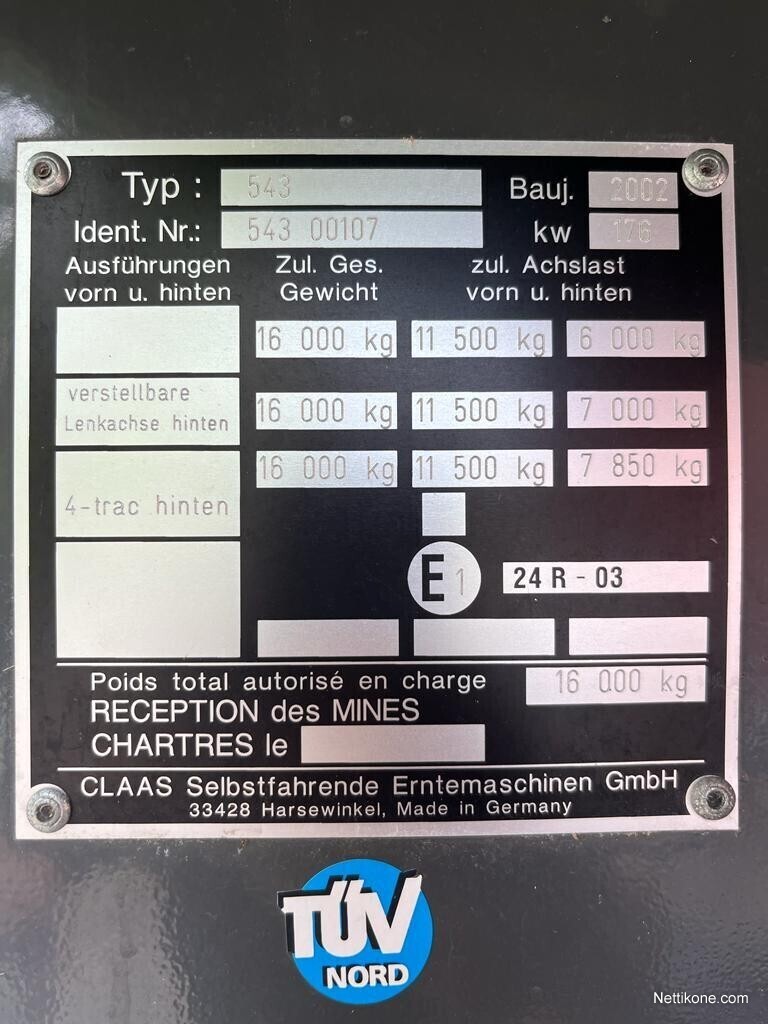 Typ : 543 Bauj. 2002
Ident. Nr.: 543 00107 kw 176
Ausführungen vorn u. hinten Zul. Ges. Gewicht zul. Achslast vorn u. hinten
16 000 kg 11 500 kg 6 000 kg
verstellbare Lenkachse hinten 16 000 kg 11 500 kg 7 000 kg
16 000 kg 11 500 kg 7 850 kg
4-trac hinten
E1 24 R - 03
Poids total autorisé en charge 16 000 kg
RECEPTION des MINES
CHARTRES le
CLAAS Selbstfahrende Erntemaschinen GmbH
33428 Harsewinkel, Made in Germany
TÜV
NORD
Nettikone.com